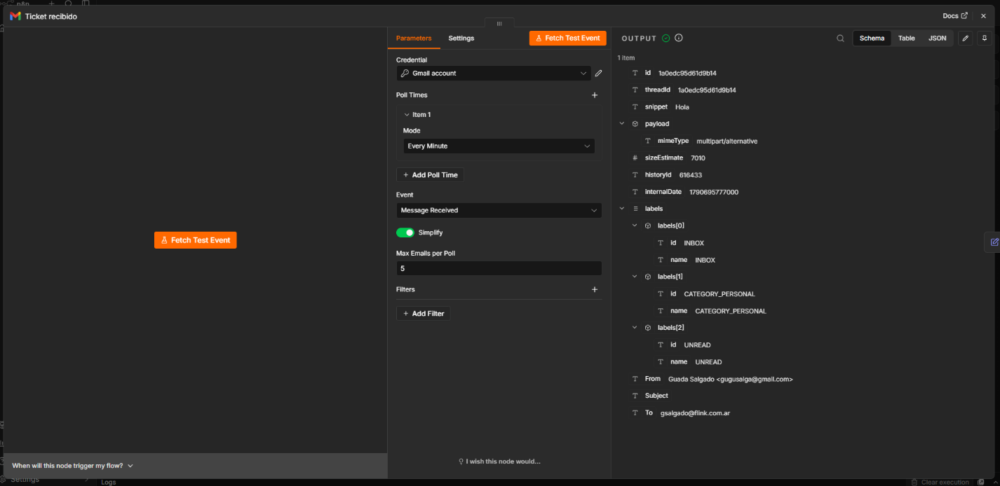 n8n
Ticket recibido
Docs
Parameters
Settings
Fetch Test Event
Credential
Gmail account
Poll Times
Item 1
Mode
Every Minute
Add Poll Time
Event
Message Received
Simplify
Max Emails per Poll
5
Filters
Add Filter
I wish this node would...
Fetch Test Event
When will this node trigger my flow?
OUTPUT
Schema
Table
JSON
1 item
id 1a0edc95d61d9b14
threadId 1a0edc95d61d9b14
snippet Hola
payload
mimeType multipart/alternative
sizeEstimate 7010
historyId 616433
internalDate 1790695777000
labels
labels[0]
id INBOX
name INBOX
labels[1]
id CATEGORY_PERSONAL
name CATEGORY_PERSONAL
labels[2]
id UNREAD
name UNREAD
From Guada Salgado <gugusalga@gmail.com>
Subject
To gsalgado@flink.com.ar
Settings
Logs
Clear execution